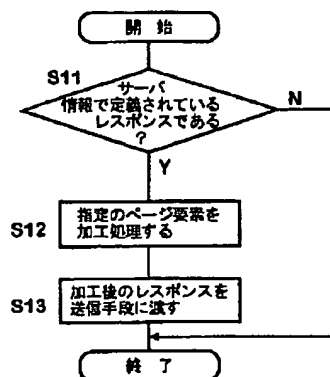 開 始
S11
サーバ
情報で定義されている
レスポンスである
？
N
Y
S12
指定のページ要素を
加工処理する
S13
加工後のレスポンスを
送信手段に渡す
終 了